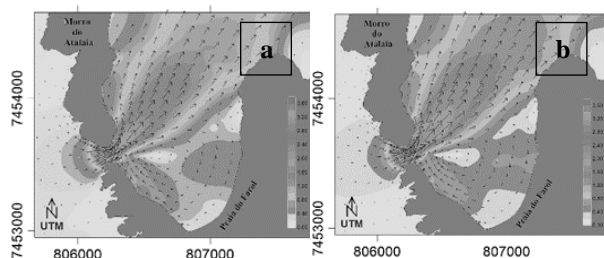 Morro
do
Atalaia
a
7454000
7453000
N
UTM
Praia do Farol
806000
807000
Morro
do
Atalaia
b
7454000
7453000
N
UTM
Praia do Farol
806000
807000